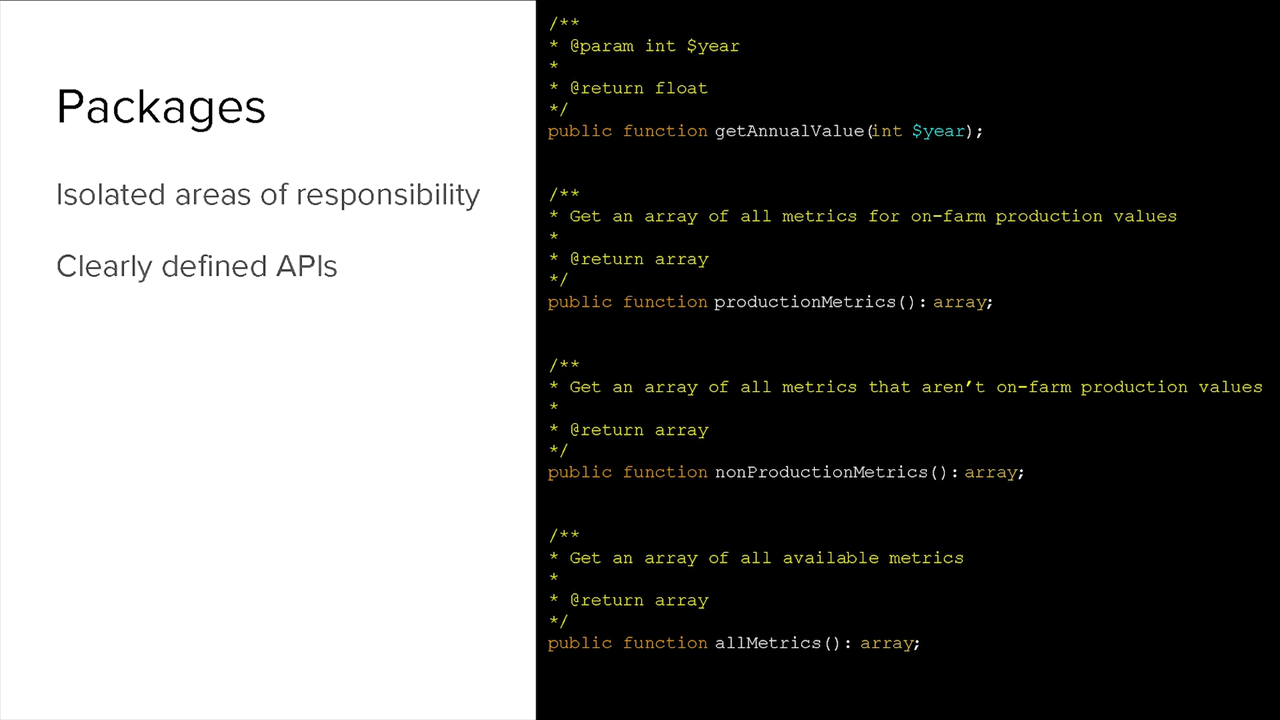 Packages
Isolated areas of responsibility
Clearly defined APIs
/**
* @param int $year
*
* @return float
*/
public function getAnnualValue(int $year);
/**
* Get an array of all metrics for on-farm production values
*
* @return array
*/
public function productionMetrics(): array;
/**
* Get an array of all metrics that aren’t on-farm production values
*
* @return array
*/
public function nonProductionMetrics(): array;
/**
* Get an array of all available metrics
*
* @return array
*/
public function allMetrics(): array;